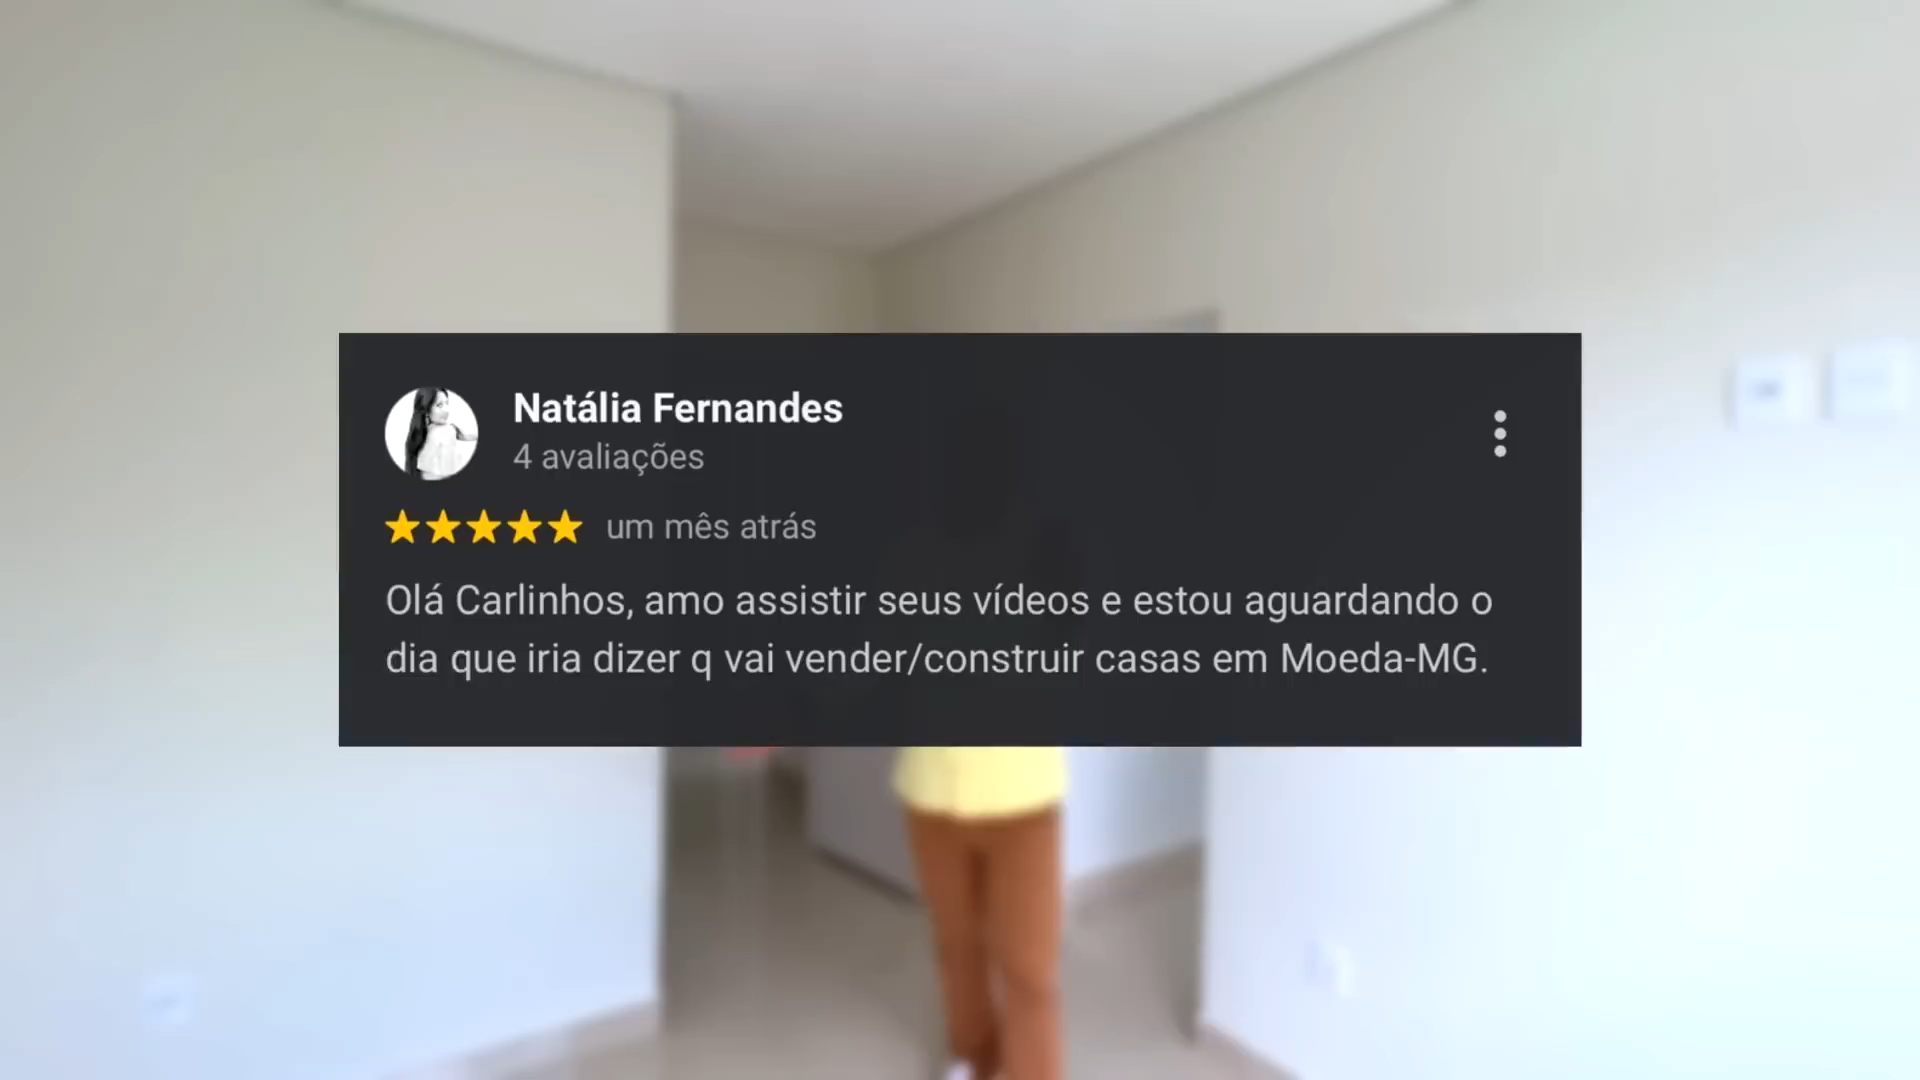 Natália Fernandes
4 avaliações
um mês atrás
Olá Carlinhos, amo assistir seus vídeos e estou aguardando o
dia que iria dizer q vai vender/construir casas em Moeda-MG.